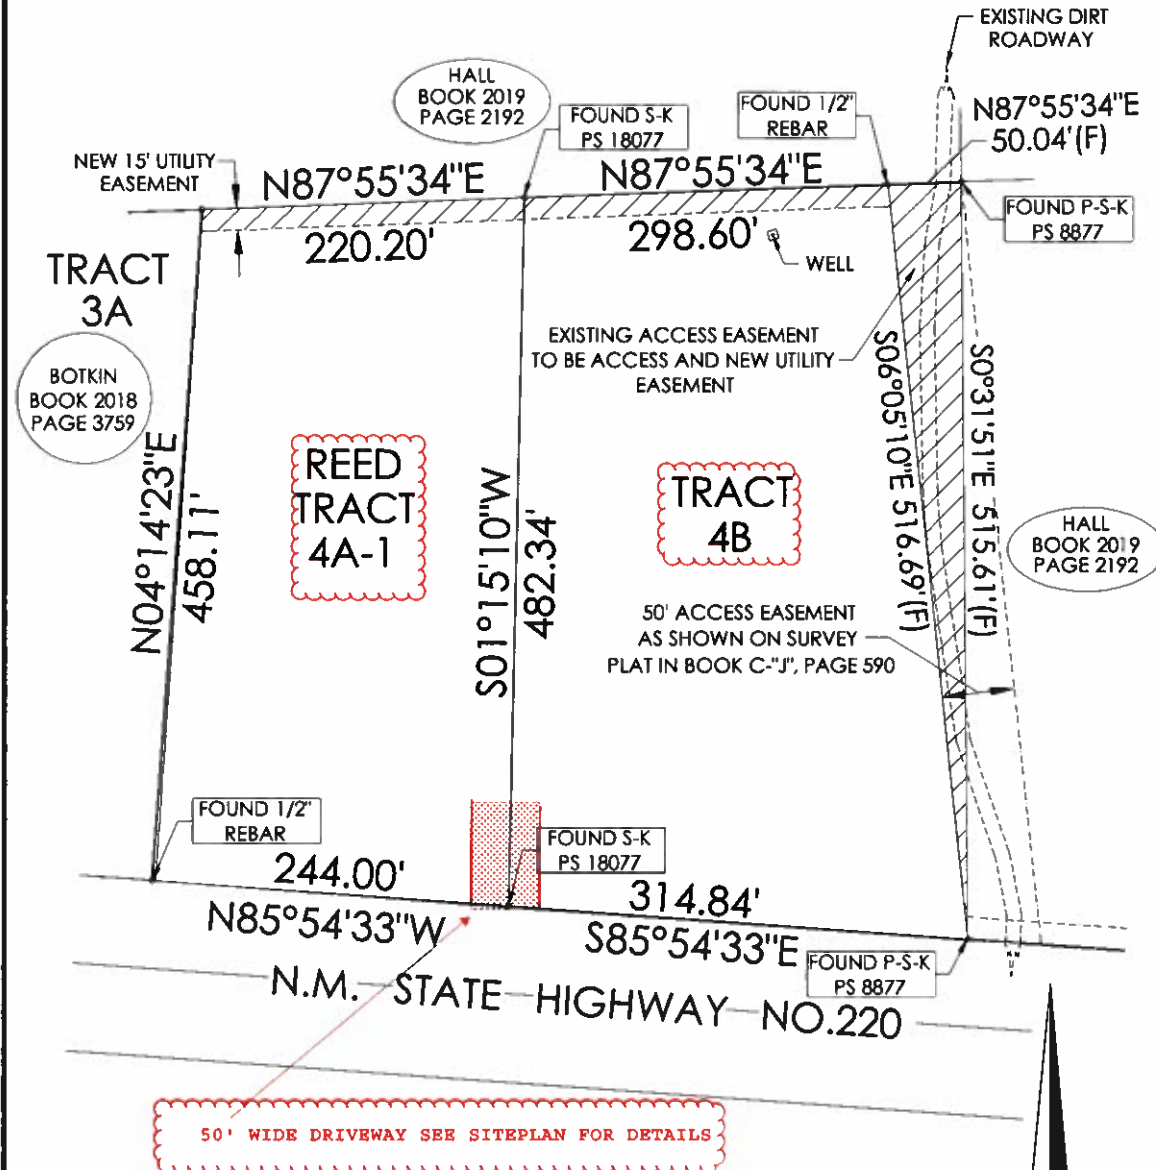 EXISTING DIRT
ROADWAY
HALL
BOOK 2019
PAGE 2192
FOUND S-K
PS 18077
FOUND 1/2"
REBAR
N87°55'34"E
50.04'(F)
NEW 15' UTILITY
EASEMENT
N87°55'34"E
220.20'
N87°55'34"E
298.60'
WELL
FOUND P-S-K
PS 8877
TRACT
3A
BOTKIN
BOOK 2018
PAGE 3759
EXISTING ACCESS EASEMENT
TO BE ACCESS AND NEW UTILITY
EASEMENT
S06°05'10"E 516.69'(F)
S0°31'51"E 515.61'(F)
N04°14'23"E
458.11'
REED
TRACT
4A-1
S01°15'10"W
482.34'
TRACT
4B
HALL
BOOK 2019
PAGE 2192
50' ACCESS EASEMENT
AS SHOWN ON SURVEY
PLAT IN BOOK C-"J", PAGE 590
FOUND 1/2"
REBAR
FOUND S-K
PS 18077
244.00'
N85°54'33"W
314.84'
S85°54'33"E
FOUND P-S-K
PS 8877
N.M. STATE HIGHWAY NO.220
50' WIDE DRIVEWAY SEE SITEPLAN FOR DETAILS